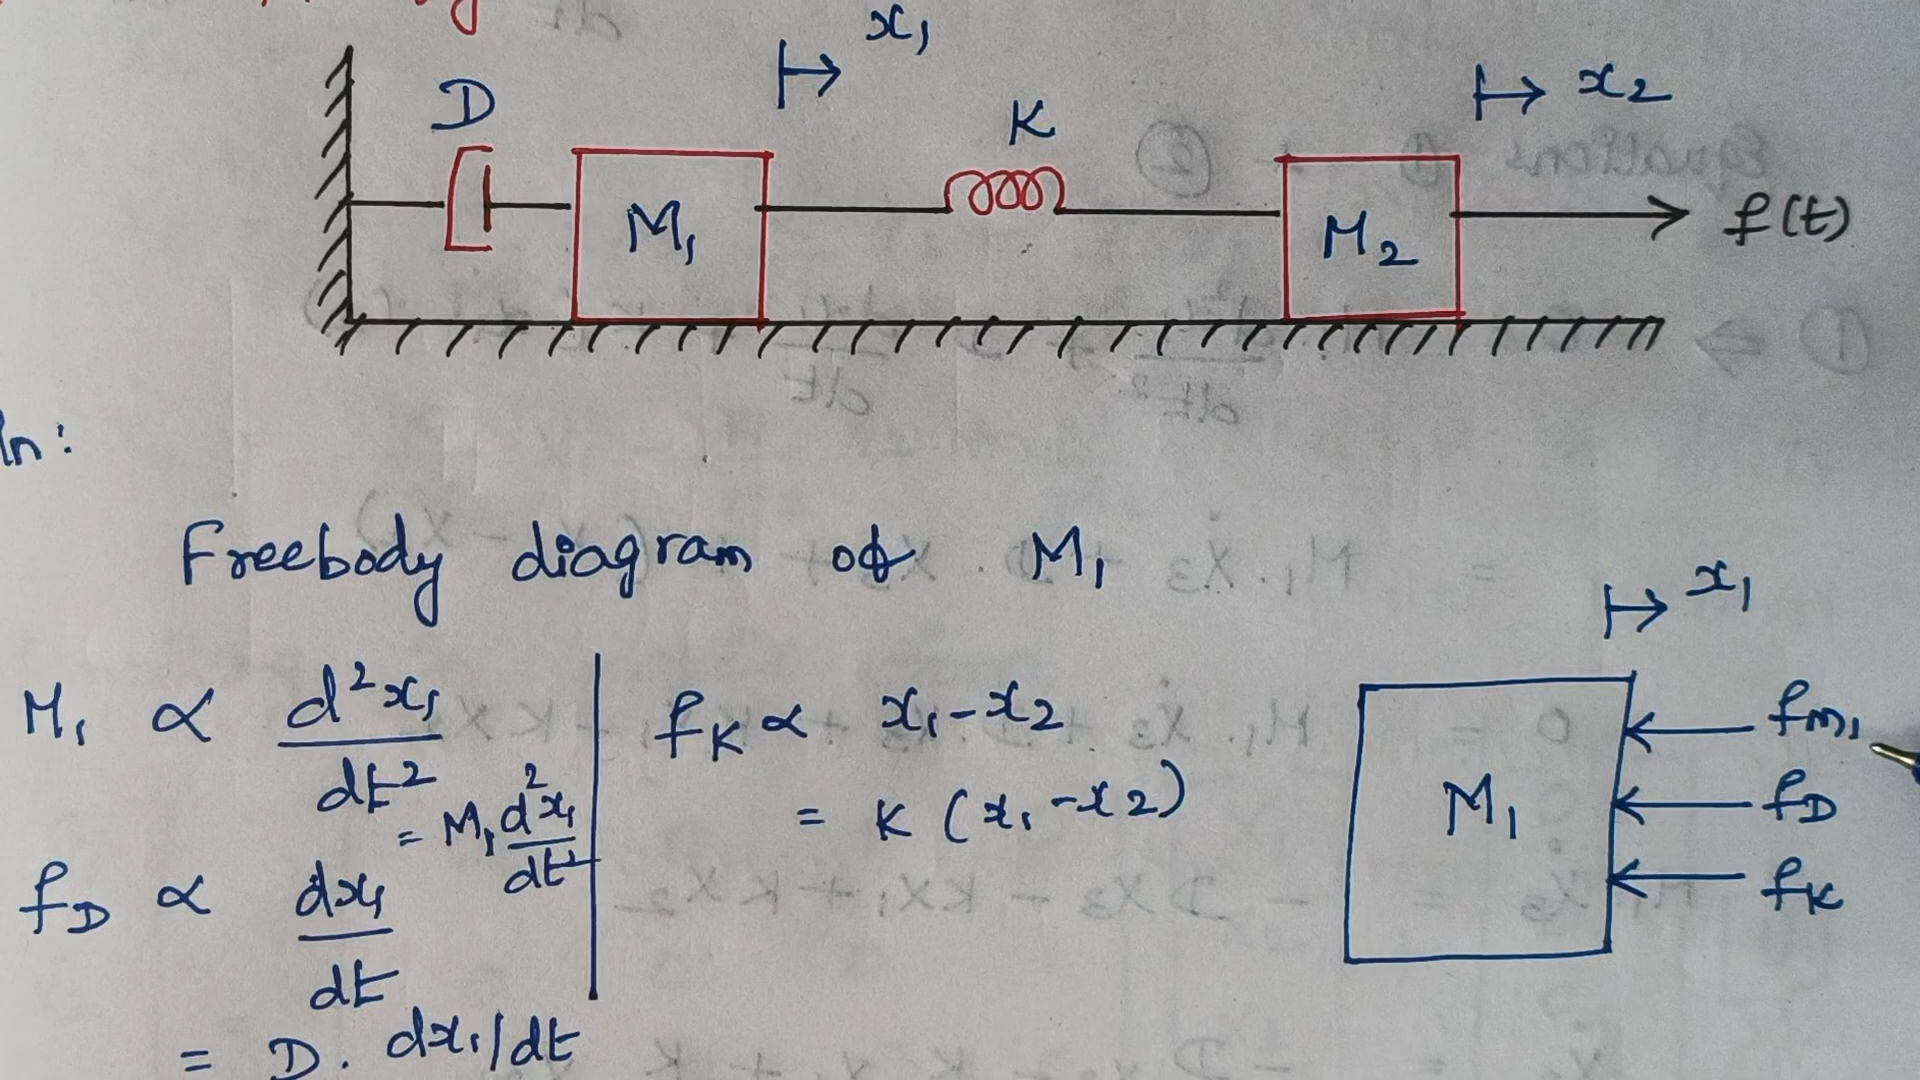 x₁
D
K
x₂
M₁
M₂
f(t)
ln:
Freebody diagram of M₁
x₁
M₁ ∝ d²x₁/dt²
= M₁ d²x₁/dt²
f_D ∝ dx₁/dt
= D. dx₁/dt
f_K ∝ x₁-x₂
= K (x₁-x₂)
M₁
f_M₁
f_D
f_K